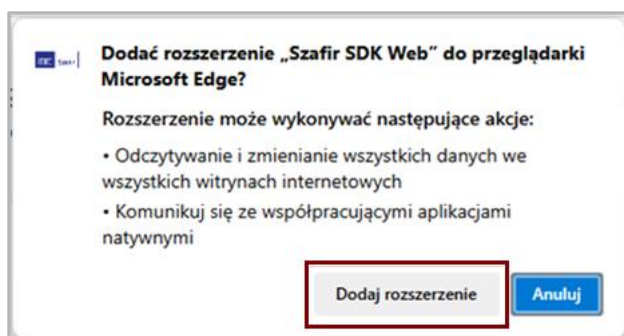 Dodać rozszerzenie „Szafir SDK Web” do przeglądarki
Microsoft Edge?
Rozszerzenie może wykonywać następujące akcje:
• Odczytywanie i zmienianie wszystkich danych we
wszystkich witrynach internetowych
• Komunikuj się ze współpracującymi aplikacjami
natywnymi
Dodaj rozszerzenie
Anuluj